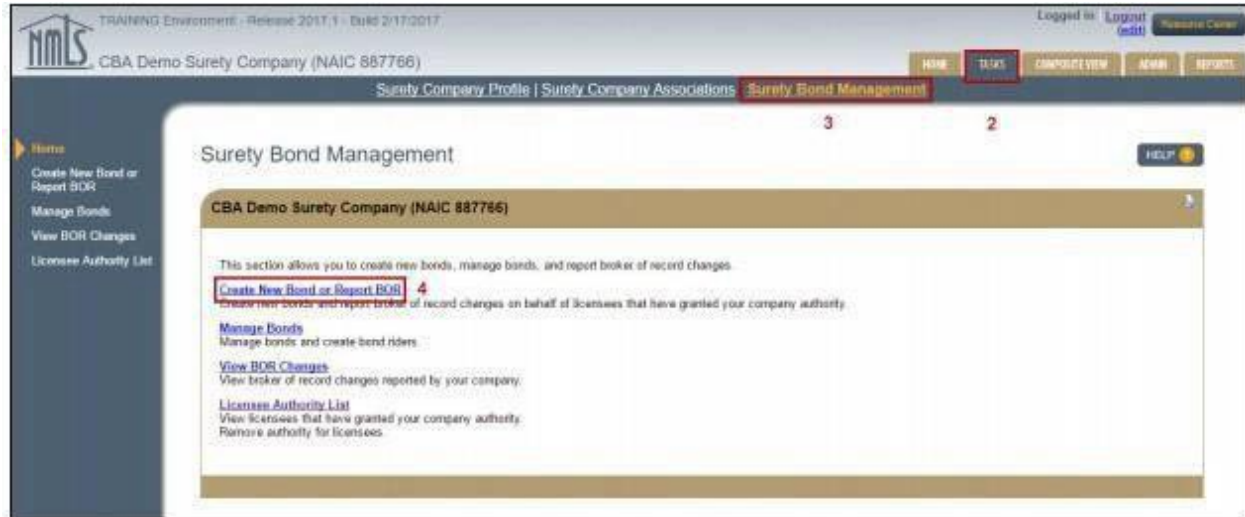 TRAINING Environment - Release 2017.1 - Build 2/17/2017
Logged in: Logout
(edit)
Resource Center
NMLS
CBA Demo Surety Company (NAIC 887766)
HOME TASKS COMPOSITE VIEW ADMIN REPORTS
Surety Company Profile | Surety Company Associations Surety Bond Management
3
2
Home
Create New Bond or
Report BOR
Manage Bonds
View BOR Changes
Licensee Authority List
Surety Bond Management
HELP ?
CBA Demo Surety Company (NAIC 887766)
This section allows you to create new bonds, manage bonds, and report broker of record changes.
Create New Bond or Report BOR 4
Create new bonds and report broker of record changes on behalf of licensees that have granted your company authority.
Manage Bonds
Manage bonds and create bond riders.
View BOR Changes
View broker of record changes reported by your company.
Licensee Authority List
View licensees that have granted your company authority.
Remove authority for licensees.